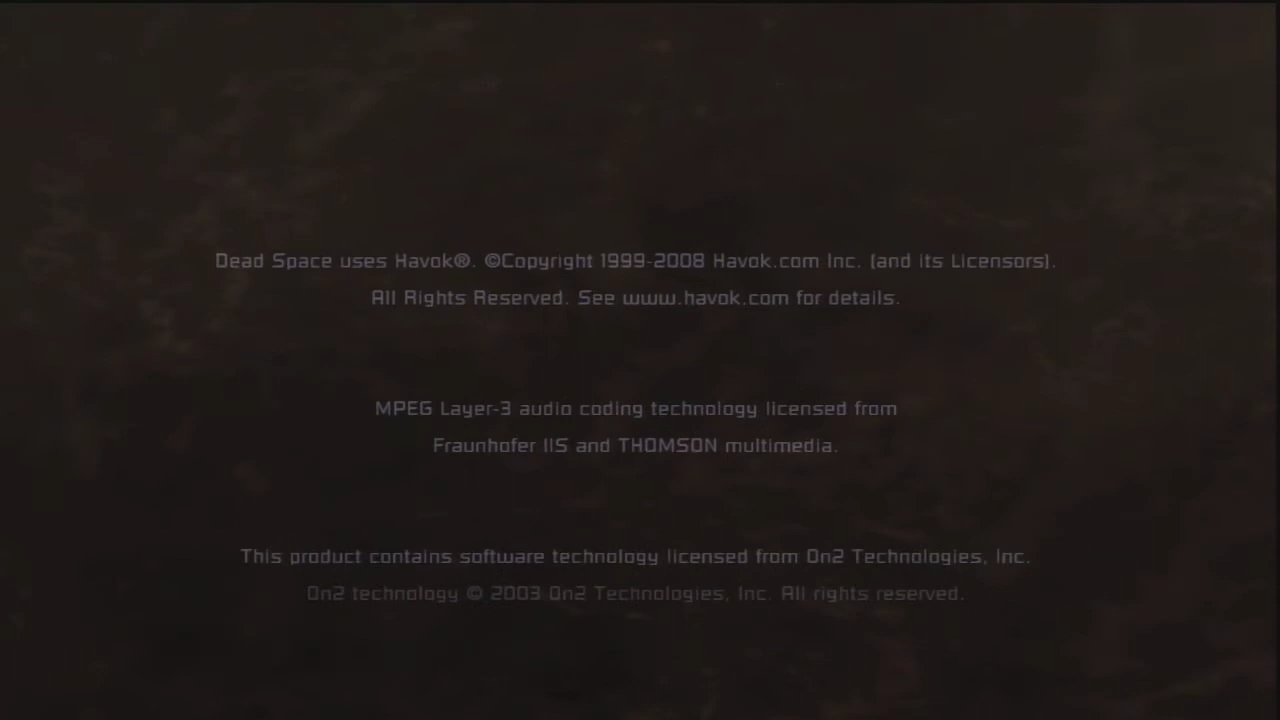 Dead Space uses Havok®. ©Copyright 1999-2008 Havok.com Inc. (and its Licensors).
All Rights Reserved. See www.havok.com for details.
MPEG Layer-3 audio coding technology licensed from
Fraunhofer IIS and THOMSON multimedia.
This product contains software technology licensed from On2 Technologies, Inc.
On2 technology © 2003 On2 Technologies, Inc. All rights reserved.